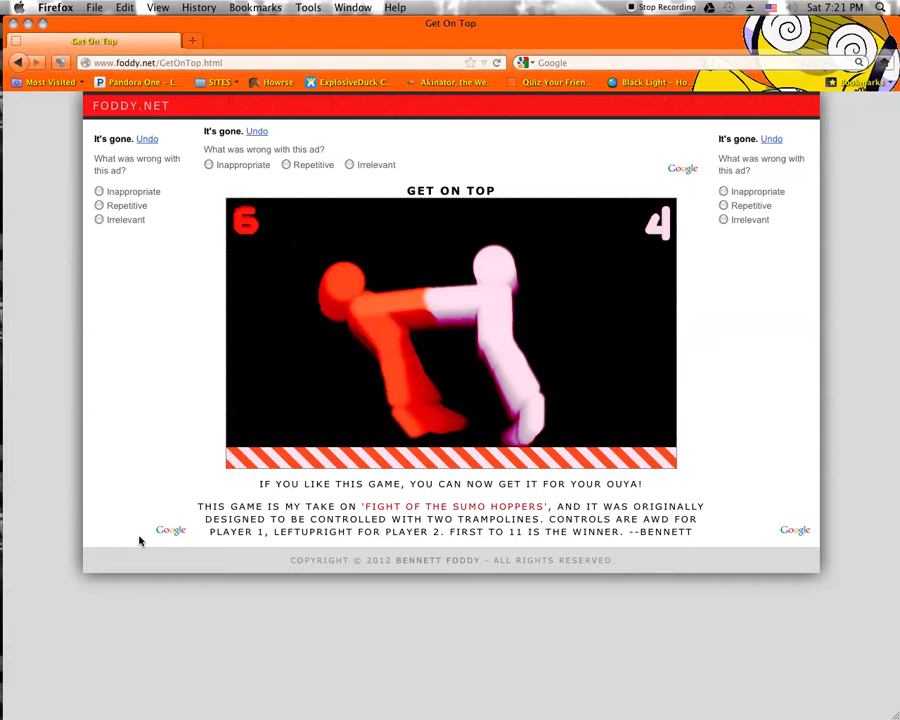 Firefox File Edit View History Bookmarks Tools Window Help Stop Recording Sat 7:21 PM
Get On Top
Get On Top
www.foddy.net/GetOnTop.html Google
Most Visited Pandora One – L... SITES Howrse ExplosiveDuck C... Akinator, the We... Quiz Your Frien... Black Light – Ho Bookmarks
FODDY.NET
It's gone. Undo
What was wrong with
this ad?
Inappropriate
Repetitive
Irrelevant
Google
It's gone. Undo
What was wrong with this ad?
Inappropriate Repetitive Irrelevant
Google
It's gone. Undo
What was wrong with
this ad?
Inappropriate
Repetitive
Irrelevant
Google
GET ON TOP
6 4
IF YOU LIKE THIS GAME, YOU CAN NOW GET IT FOR YOUR OUYA!
THIS GAME IS MY TAKE ON 'FIGHT OF THE SUMO HOPPERS', AND IT WAS ORIGINALLY
DESIGNED TO BE CONTROLLED WITH TWO TRAMPOLINES. CONTROLS ARE AWD FOR
PLAYER 1, LEFTUPRIGHT FOR PLAYER 2. FIRST TO 11 IS THE WINNER. --BENNETT
COPYRIGHT © 2012 BENNETT FODDY - ALL RIGHTS RESERVED.